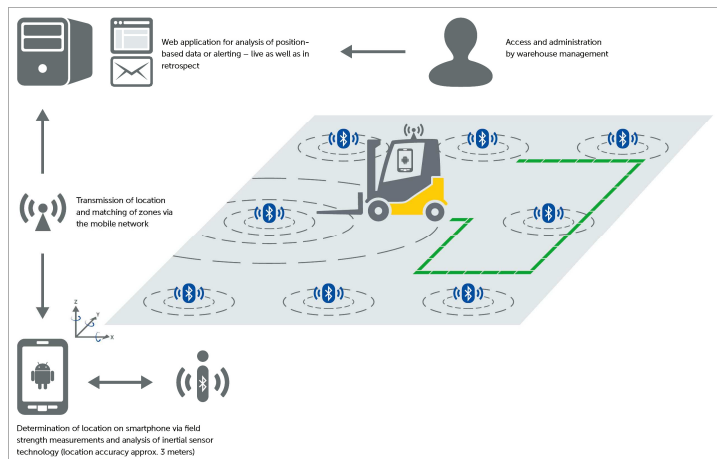 Web application for analysis of position-
based data or alerting – live as well as in
retrospect
Access and administration
by warehouse management
Transmission of location
and matching of zones via
the mobile network
Z
Y
X
Determination of location on smartphone via field
strength measurements and analysis of inertial sensor
technology (location accuracy approx. 3 meters)